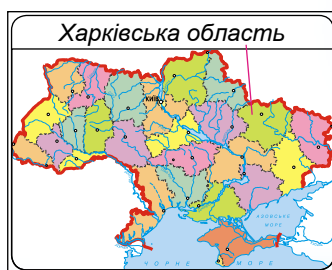 Харківська область
КИЇВ
АЗОВСЬКЕ
МОРЕ
ЧОРНЕ МОРЕ